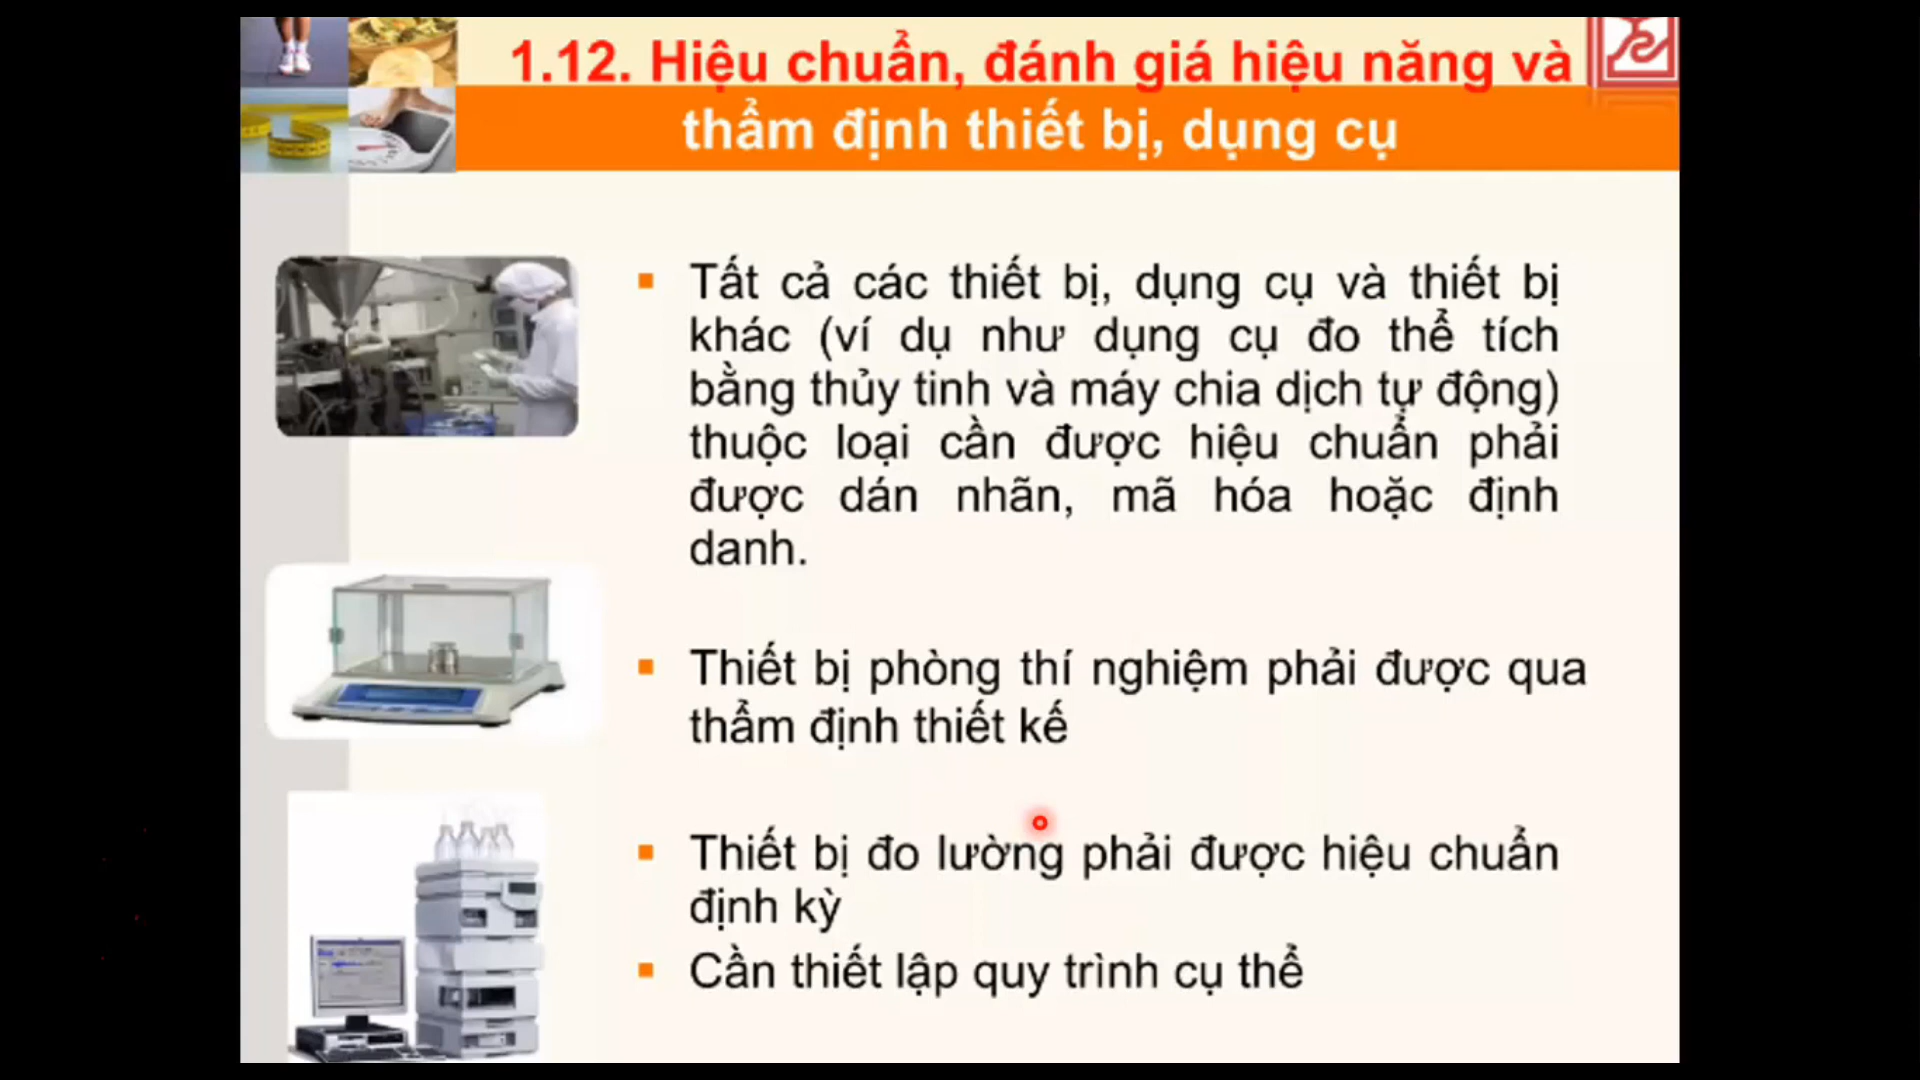 1.12. Hiệu chuẩn, đánh giá hiệu năng và
thẩm định thiết bị, dụng cụ
Tất cả các thiết bị, dụng cụ và thiết bị
khác (ví dụ như dụng cụ đo thể tích
bằng thủy tinh và máy chia dịch tự động)
thuộc loại cần được hiệu chuẩn phải
được dán nhãn, mã hóa hoặc định
danh.
Thiết bị phòng thí nghiệm phải được qua
thẩm định thiết kế
Thiết bị đo lường phải được hiệu chuẩn
định kỳ
Cần thiết lập quy trình cụ thể